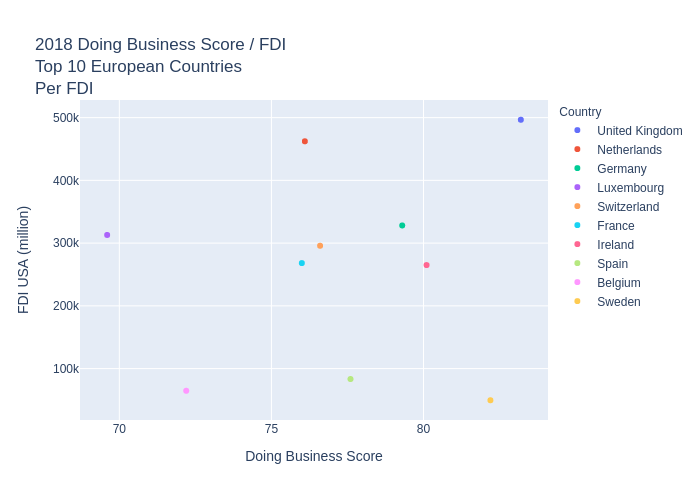 2018 Doing Business Score / FDI
Top 10 European Countries
Per FDI
Country
United Kingdom
Netherlands
Germany
Luxembourg
Switzerland
France
Ireland
Spain
Belgium
Sweden
500k
400k
300k
200k
100k
FDI USA (million)
70
75
80
Doing Business Score